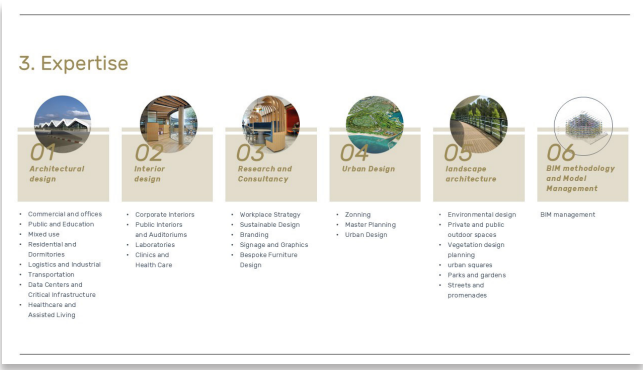 3. Expertise
01
Architectural
design
• Commercial and offices
• Public and Education
• Mixed use
• Residential and
Dormitories
• Logistics and Industrial
• Transportation
• Data Centers and
Critical infrastructure
• Healthcare and
Assisted Living
02
Interior
design
• Corporate Interiors
• Public Interiors
and Auditoriums
• Laboratories
• Clinics and
Health Care
03
Research and
Consultancy
• Workplace Strategy
• Sustainable Design
• Branding
• Signage and Graphics
• Bespoke Furniture
Design
04
Urban Design
• Zonning
• Master Planning
• Urban Design
05
landscape
architecture
• Environmental design
• Private and public
outdoor spaces
• Vegetation design
planning
• urban squares
• Parks and gardens
• Streets and
promenades
06
BIM methodology
and Model
Management
BIM management